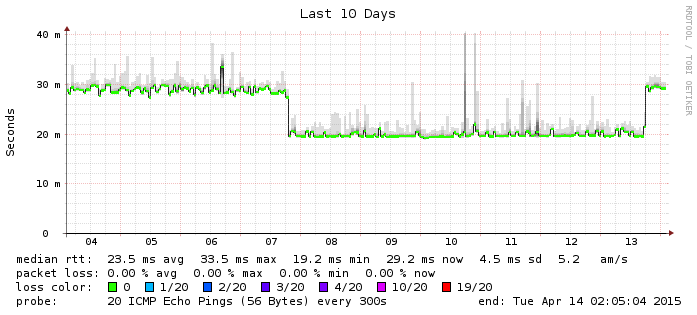 Last 10 Days
RRDTOOL / TOBI OETIKER
Seconds
40 m
30 m
20 m
10 m
0
04 05 06 07 08 09 10 11 12 13
median rtt: 23.5 ms avg 33.5 ms max 19.2 ms min 29.2 ms now 4.5 ms sd 5.2 am/s
packet loss: 0.00 % avg 0.00 % max 0.00 % min 0.00 % now
loss color: 0 1/20 2/20 3/20 4/20 10/20 19/20
probe: 20 ICMP Echo Pings (56 Bytes) every 300s end: Tue Apr 14 02:05:04 2015